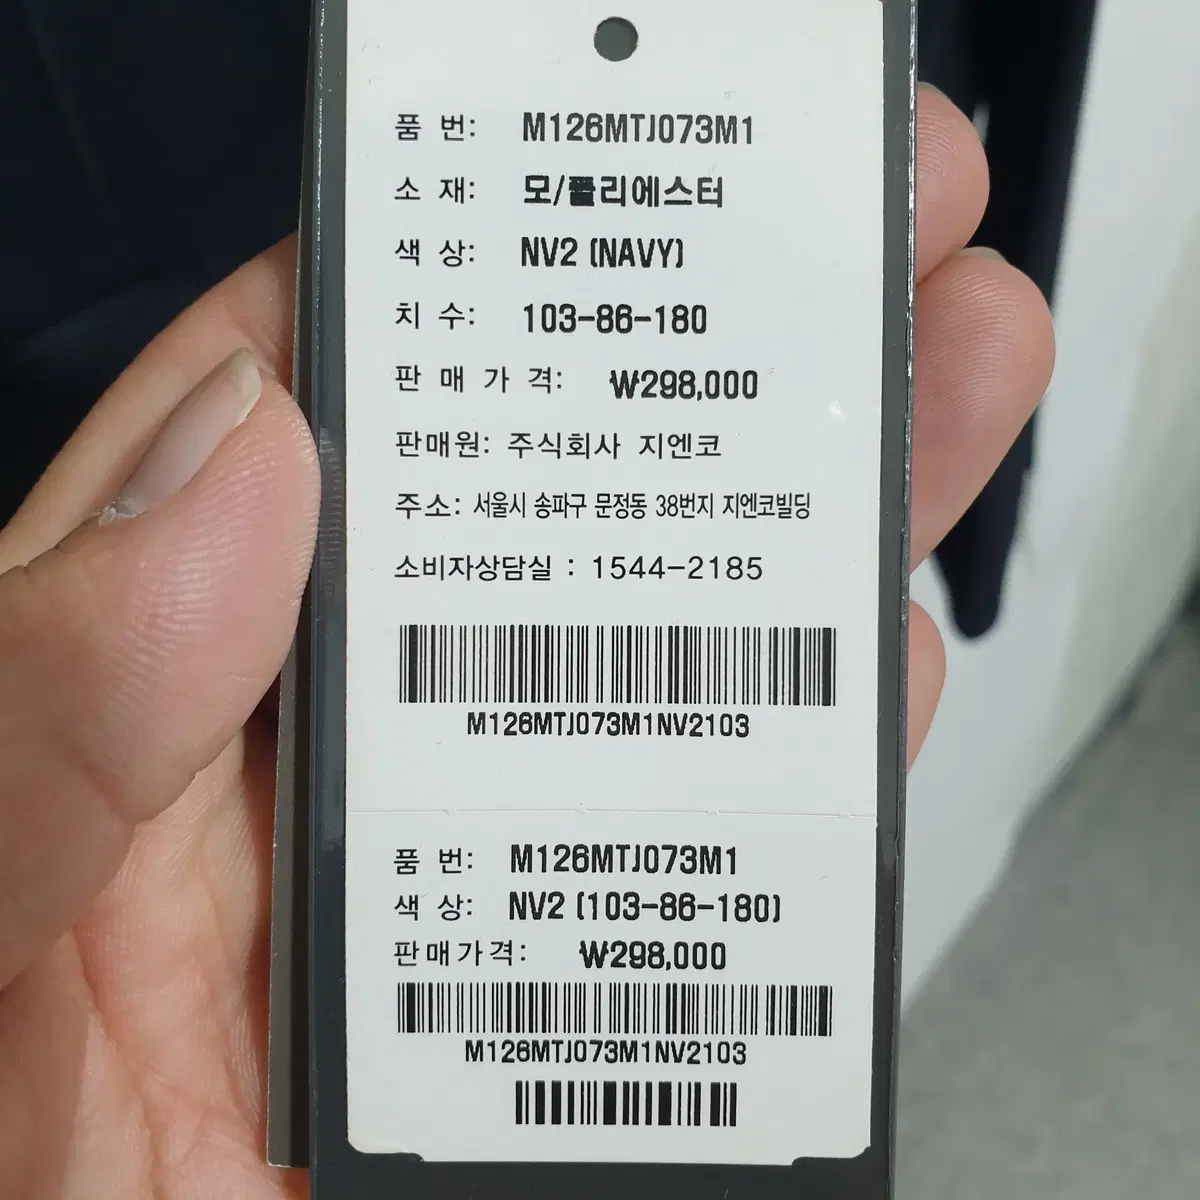 품 번: M126MTJ073M1
소 재: 모/폴리에스터
색 상: NV2 (NAVY)
치 수: 103-86-180
판 매 가 격: ₩298,000
판매원: 주식회사 지엔코
주소: 서울시 송파구 문정동 38번지 지엔코빌딩
소비자상담실 : 1544-2185
M126MTJ073M1NV2103
품 번: M126MTJ073M1
색 상: NV2 (103-86-180)
판매가격: ₩298,000
M126MTJ073M1NV2103